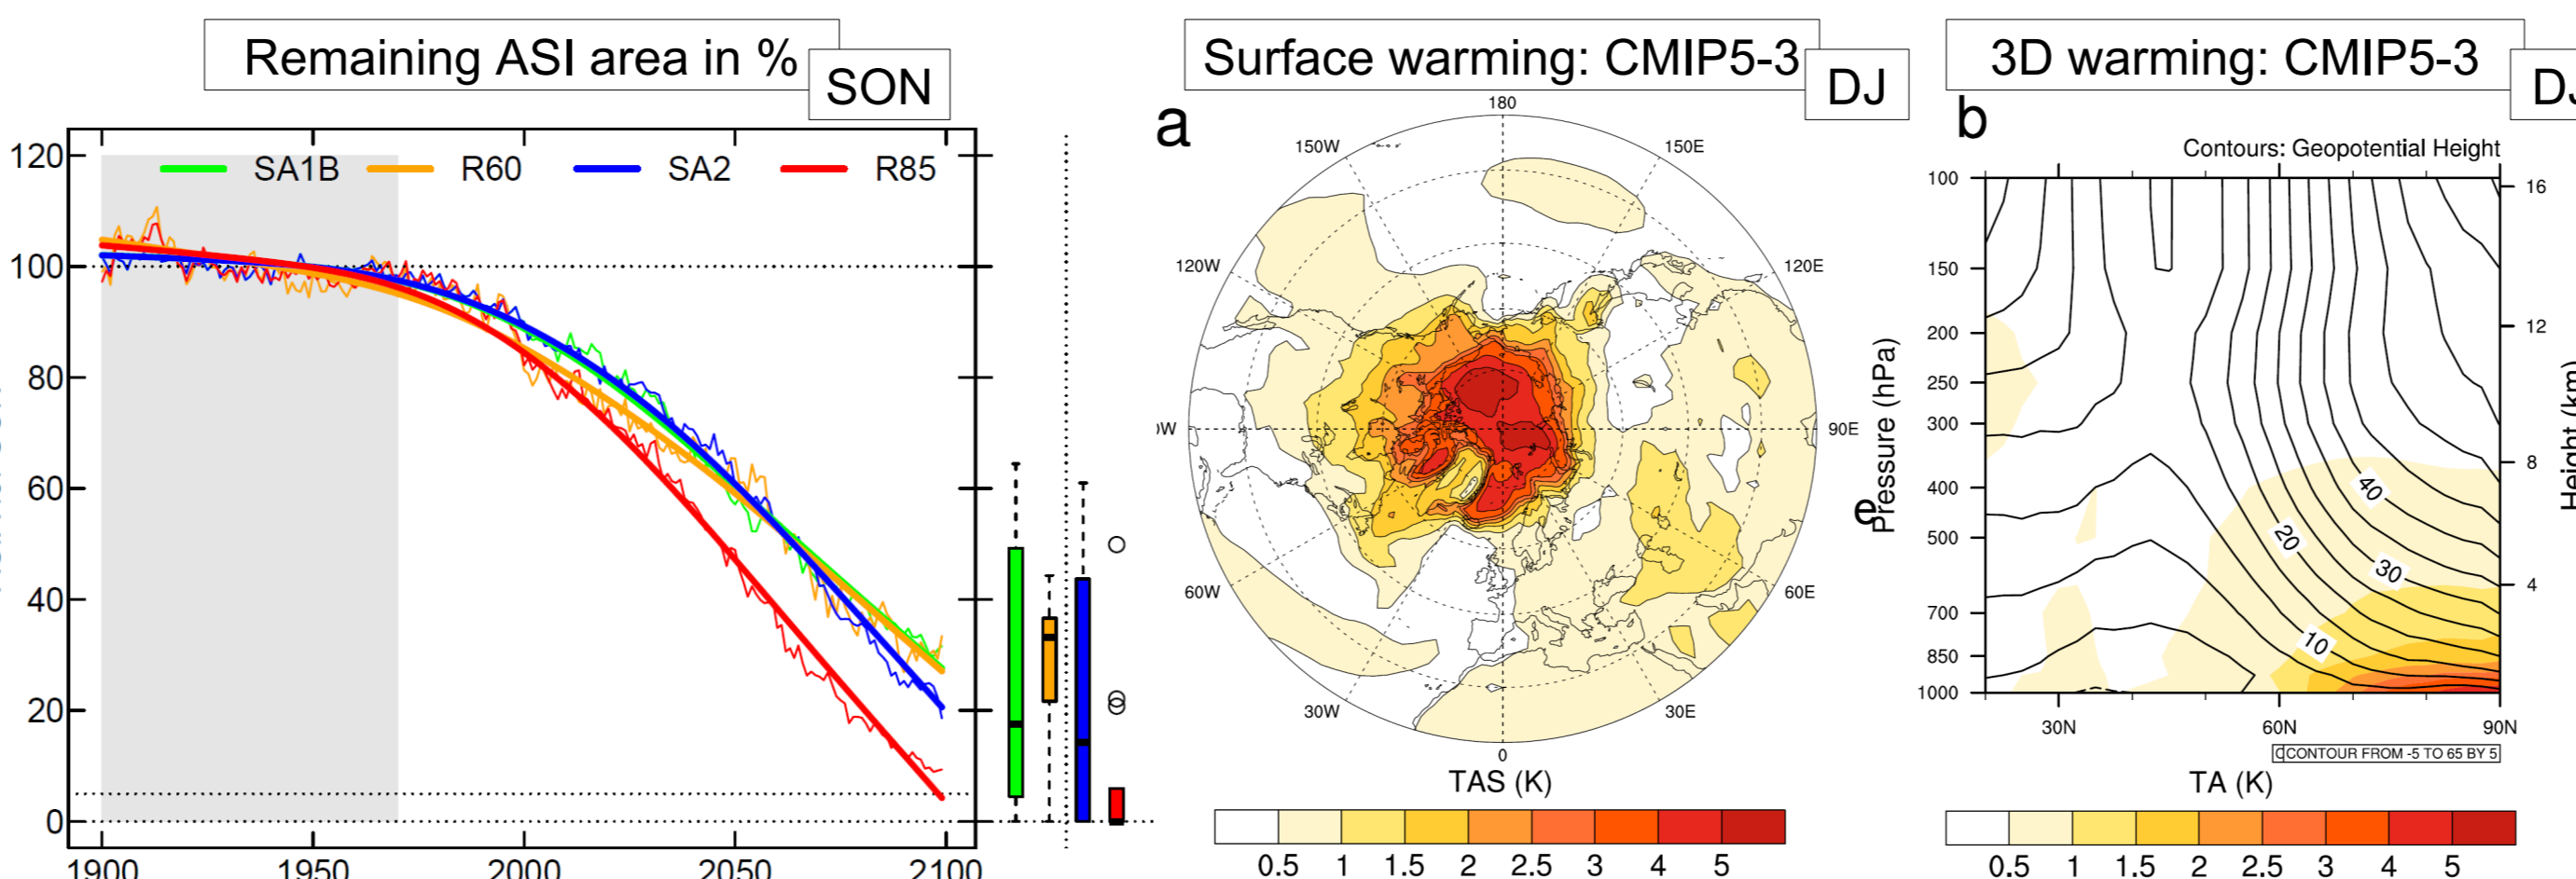 Remaining ASI area in %
SON
SA1B R60 SA2 R85
120
100
80
60
40
20
0
1900 1950 2000 2050 2100
Surface warming: CMIP5-3
DJ
a
180
150W 150E
120W 120E
90E
60W 60E
30W 30E
0
TAS (K)
0.5 1 1.5 2 2.5 3 4 5
3D warming: CMIP5-3
DJ
b
Contours: Geopotential Height
Pressure (hPa)
e
100
150
200
250
300
400
500
700
850
1000
16
12
8
4
Height (km)
40
20
30
10
30N 60N 90N
CONTOUR FROM -5 TO 65 BY 5
TA (K)
0.5 1 1.5 2 2.5 3 4 5